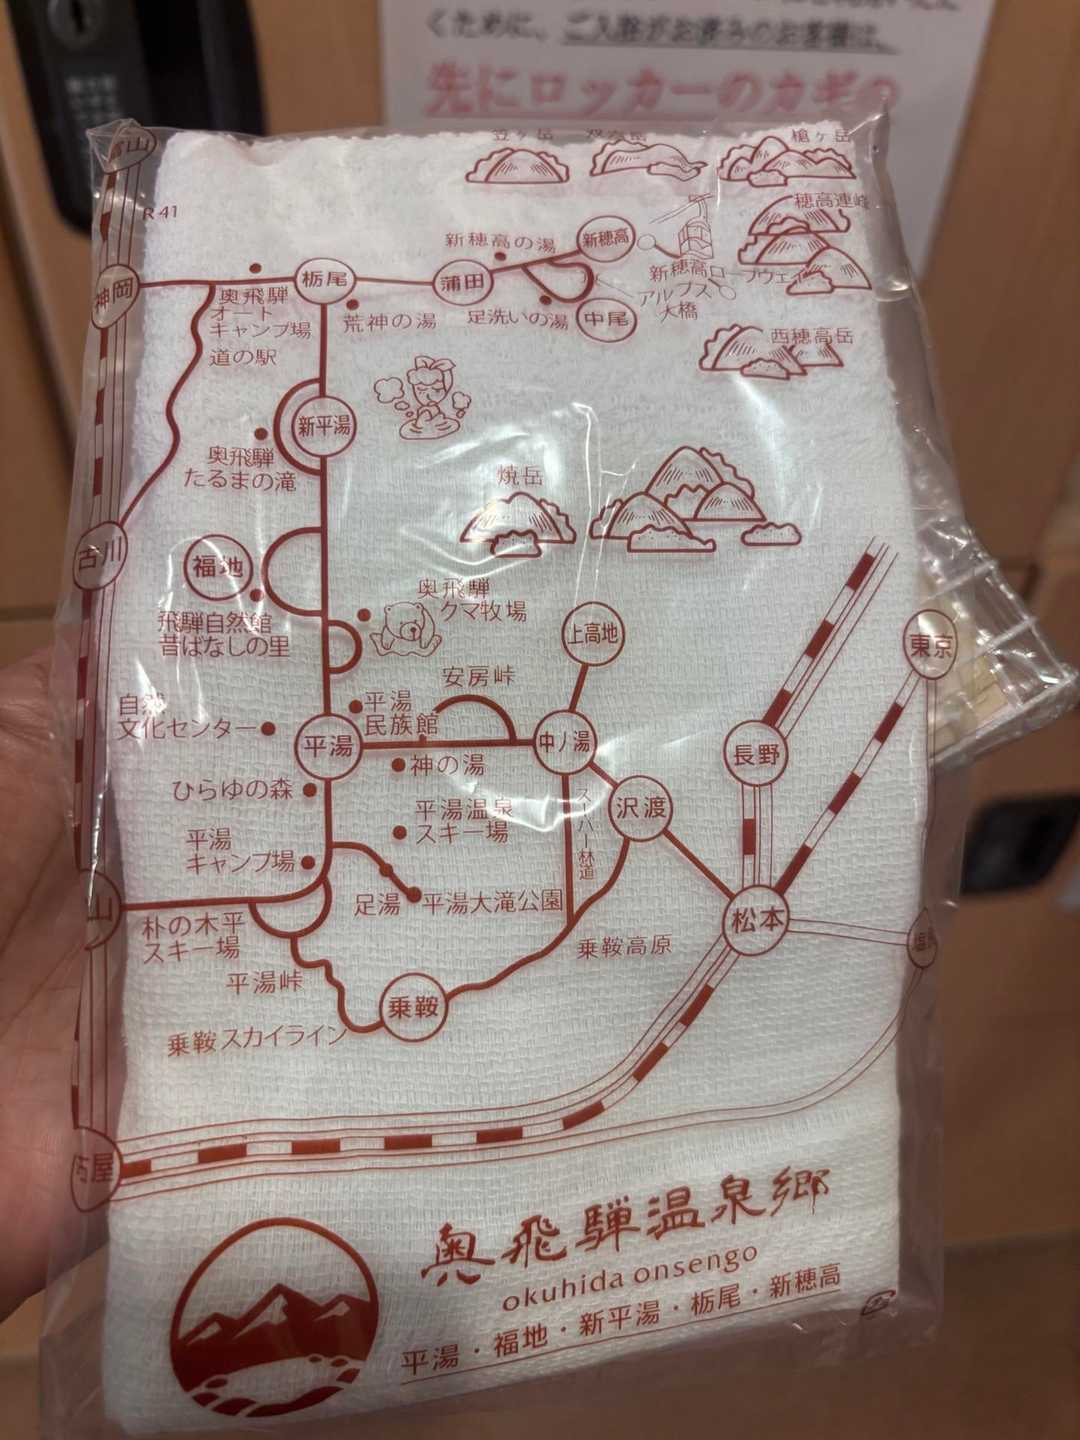 くために、ご入浴がお済みのお客様は、
先にロッカーのカギの
笠ヶ岳
双六岳
槍ヶ岳
R41
穂高連峰
新穂高の湯
新穂高
新穂高ロープウェイ
神岡
栃尾
蒲田
アルプス
大橋
奥飛騨
オート
キャンプ場
荒神の湯
足洗いの湯
中尾
道の駅
西穂高岳
新平湯
奥飛騨
たるまの滝
焼岳
古川
福地
飛騨自然館
昔ばなしの里
奥飛騨
クマ牧場
上高地
東京
安房峠
自然
文化センター
平湯
民族館
平湯
中ノ湯
長野
神の湯
ひらゆの森
平湯温泉
スキー場
沢渡
スーパー林道
平湯
キャンプ場
足湯
平湯大滝公園
山
朴の木平
スキー場
松本
乗鞍高原
平湯峠
乗鞍
乗鞍スカイライン
古屋
奥飛騨温泉郷
okuhida onsengo
平湯・福地・新平湯・栃尾・新穂高